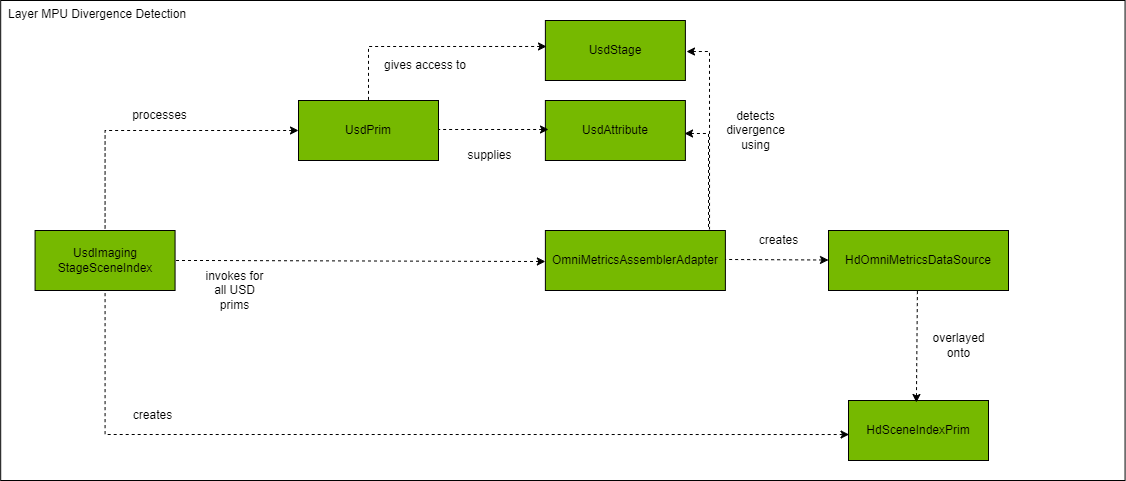 Layer MPU Divergence Detection
UsdStage
gives access to
processes
UsdPrim
UsdAttribute
detects
divergence
using
supplies
UsdImaging
StageSceneIndex
invokes for
all USD
prims
OmniMetricsAssemblerAdapter
creates
HdOmniMetricsDataSource
overlayed
onto
creates
HdSceneIndexPrim